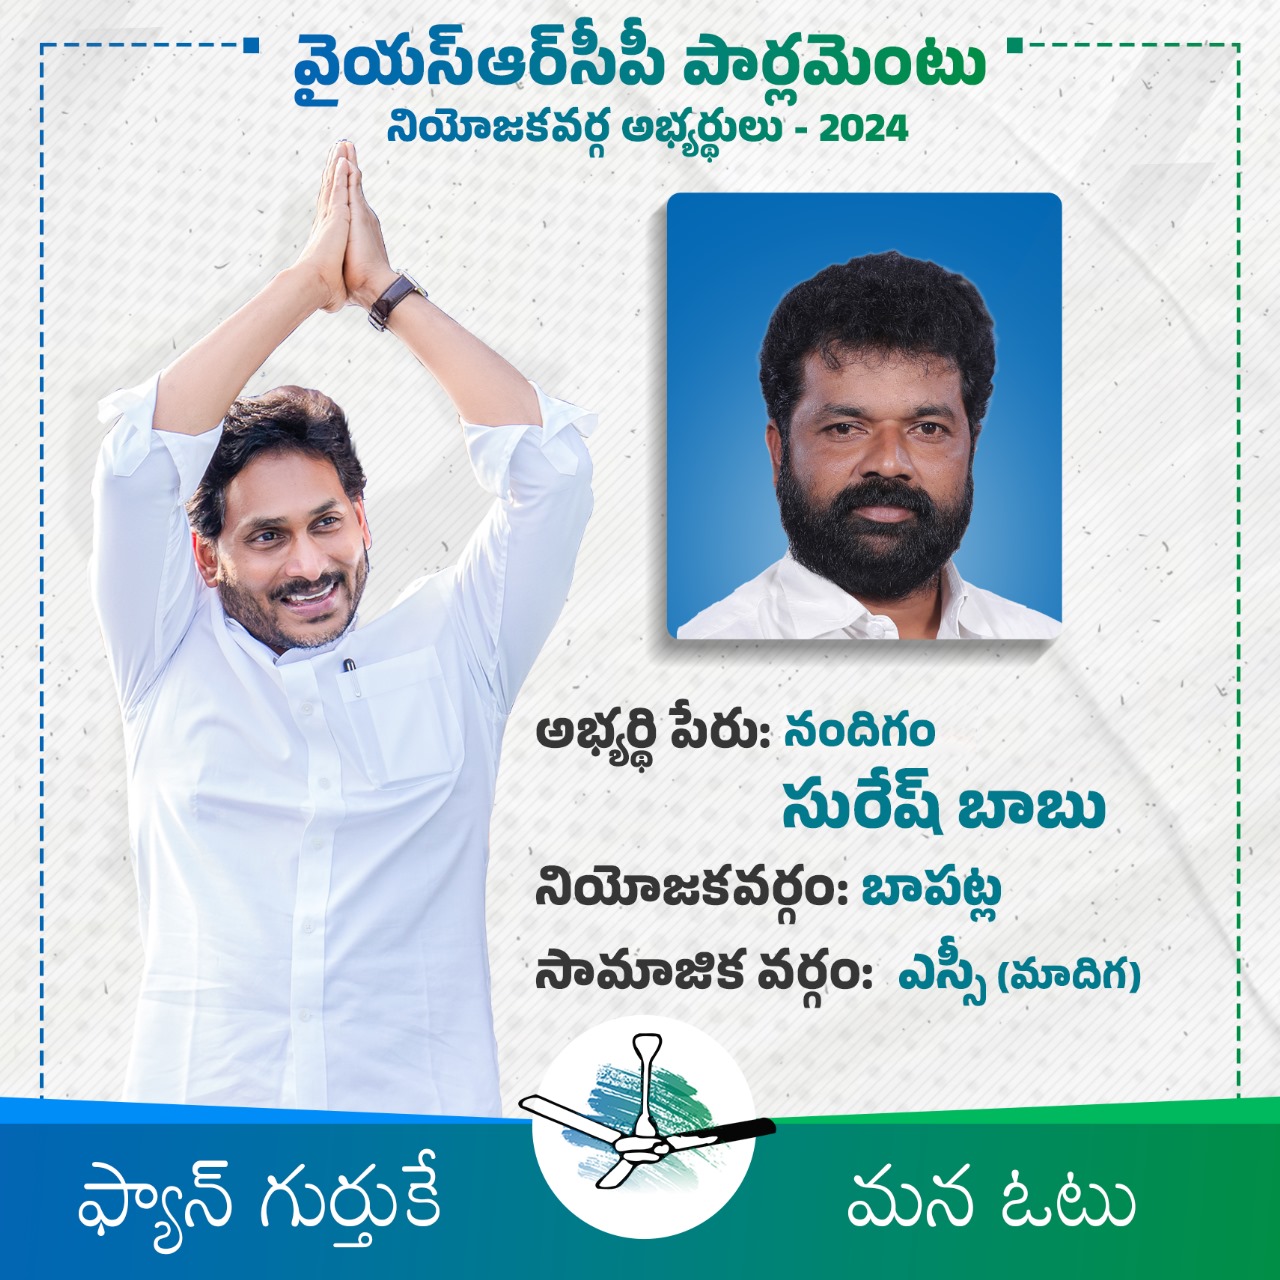 వైయస్ఆర్‌సీపీ పార్లమెంటు
నియోజకవర్గ అభ్యర్థులు - 2024
అభ్యర్థి పేరు: నందిగం
సురేష్ బాబు
నియోజకవర్గం: బాపట్ల
సామాజిక వర్గం: ఎస్సీ (మాదిగ)
ఫ్యాన్ గుర్తుకే మన ఓటు